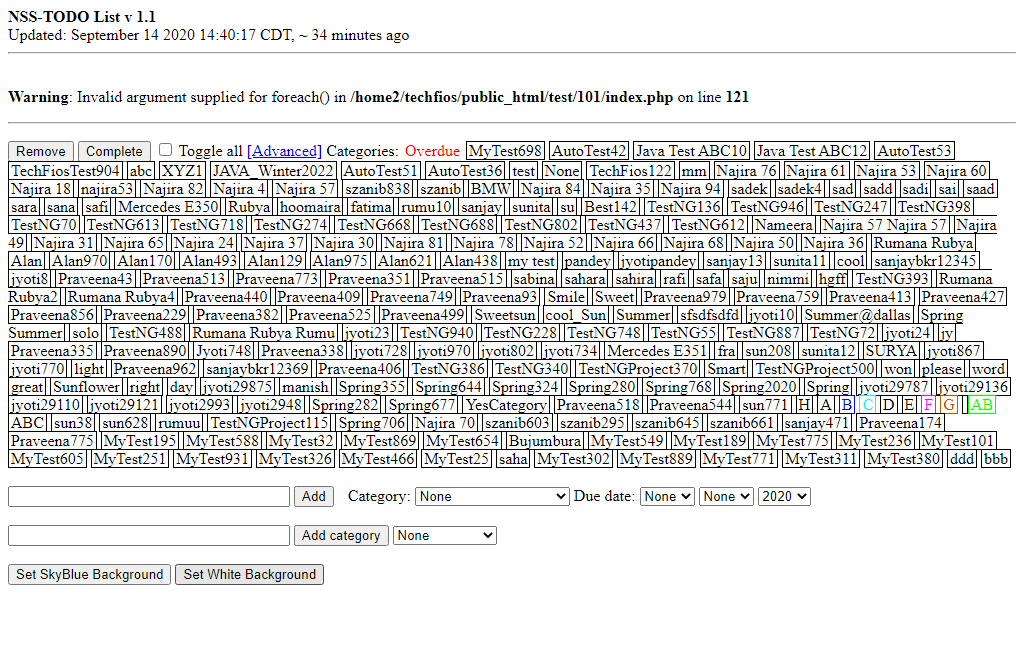 NSS-TODO List v 1.1
Updated: September 14 2020 14:40:17 CDT, ~ 34 minutes ago
Warning: Invalid argument supplied for foreach() in /home2/techfios/public_html/test/101/index.php on line 121
Remove Complete Toggle all [Advanced] Categories: Overdue MyTest698 AutoTest42 Java Test ABC10 Java Test ABC12 AutoTest53
TechFiosTest904 abc XYZ1 JAVA_Winter2022 AutoTest51 AutoTest36 test None TechFios122 mm Najira 76 Najira 61 Najira 53 Najira 60
Najira 18 najira53 Najira 82 Najira 4 Najira 57 szanib838 szanib BMW Najira 84 Najira 35 Najira 94 sadek sadek4 sad sadd sadi sai saad
sara sana safi Mercedes E350 Rubya hoomaira fatima rumu10 sanjay sunita su Best142 TestNG136 TestNG946 TestNG247 TestNG398
TestNG70 TestNG613 TestNG718 TestNG274 TestNG668 TestNG688 TestNG802 TestNG437 TestNG612 Nameera Najira 57 Najira 57 Najira
49 Najira 31 Najira 65 Najira 24 Najira 37 Najira 30 Najira 81 Najira 78 Najira 52 Najira 66 Najira 68 Najira 50 Najira 36 Rumana Rubya
Alan Alan970 Alan170 Alan493 Alan129 Alan975 Alan621 Alan438 my test pandey jyotipandey sanjay13 sunita11 cool sanjaybkr12345
jyoti8 Praveena43 Praveena513 Praveena773 Praveena351 Praveena515 sabina sahara sahira rafi safa saju nimmi hgff TestNG393 Rumana
Rubya2 Rumana Rubya4 Praveena440 Praveena409 Praveena749 Praveena93 Smile Sweet Praveena979 Praveena759 Praveena413 Praveena427
Praveena856 Praveena229 Praveena382 Praveena525 Praveena499 Sweetsun cool_Sun Summer sfsdfsdfd jyoti10 Summer@dallas Spring
Summer solo TestNG488 Rumana Rubya Rumu jyoti23 TestNG940 TestNG228 TestNG748 TestNG55 TestNG887 TestNG72 jyoti24 jy
Praveena335 Praveena890 Jyoti748 Praveena338 jyoti728 jyoti970 jyoti802 jyoti734 Mercedes E351 fra sun208 sunita12 SURYA jyoti867
jyoti770 light Praveena962 sanjaybkr12369 Praveena406 TestNG386 TestNG340 TestNGProject370 Smart TestNGProject500 won please word
great Sunflower right day jyoti29875 manish Spring355 Spring644 Spring324 Spring280 Spring768 Spring2020 Spring jyoti29787 jyoti29136
jyoti29110 jyoti29121 jyoti2993 jyoti2948 Spring282 Spring677 YesCategory Praveena518 Praveena544 sun771 H A B C D E F G AB
ABC sun38 sun628 rumuu TestNGProject115 Spring706 Najira 70 szanib603 szanib295 szanib645 szanib661 sanjay471 Praveena174
Praveena775 MyTest195 MyTest588 MyTest32 MyTest869 MyTest654 Bujumbura MyTest549 MyTest189 MyTest775 MyTest236 MyTest101
MyTest605 MyTest251 MyTest931 MyTest326 MyTest466 MyTest25 saha MyTest302 MyTest889 MyTest771 MyTest311 MyTest380 ddd bbb
Add Category: None Due date: None None 2020
Add category None
Set SkyBlue Background Set White Background